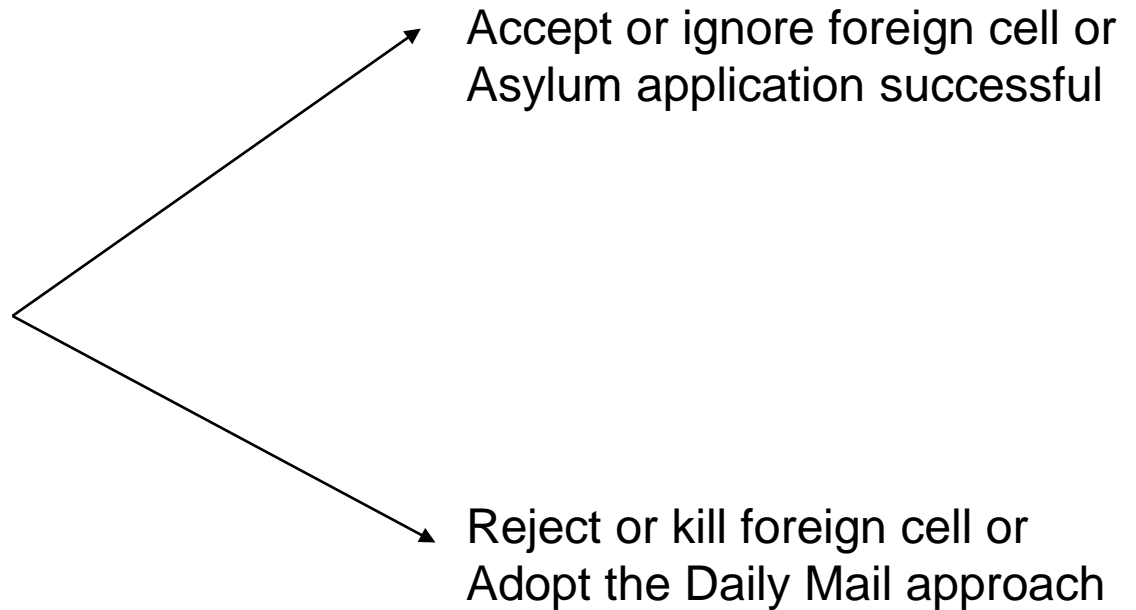 Accept or ignore foreign cell or
Asylum application successful
Reject or kill foreign cell or
Adopt the Daily Mail approach